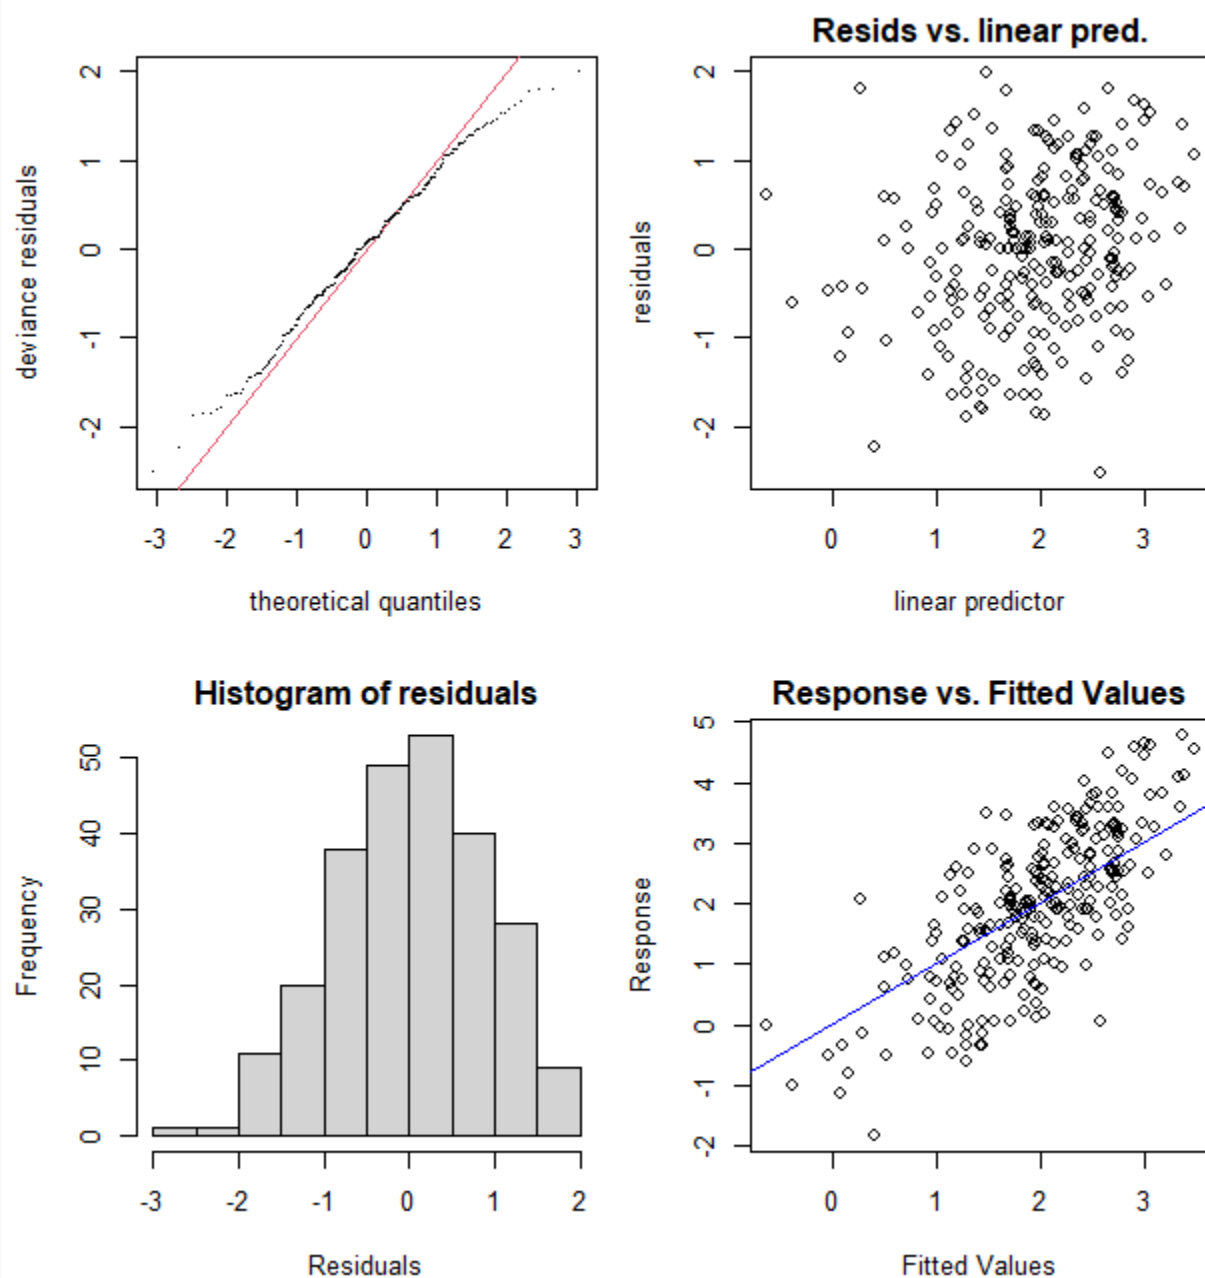 2
1
0
-1
-2
deviance residuals
-3 -2 -1 0 1 2 3
theoretical quantiles
Resids vs. linear pred.
2
1
0
-1
-2
residuals
0 1 2 3
linear predictor
Histogram of residuals
50
40
30
20
10
0
Frequency
-3 -2 -1 0 1 2
Residuals
Response vs. Fitted Values
5
4
3
2
1
0
-1
-2
Response
0 1 2 3
Fitted Values